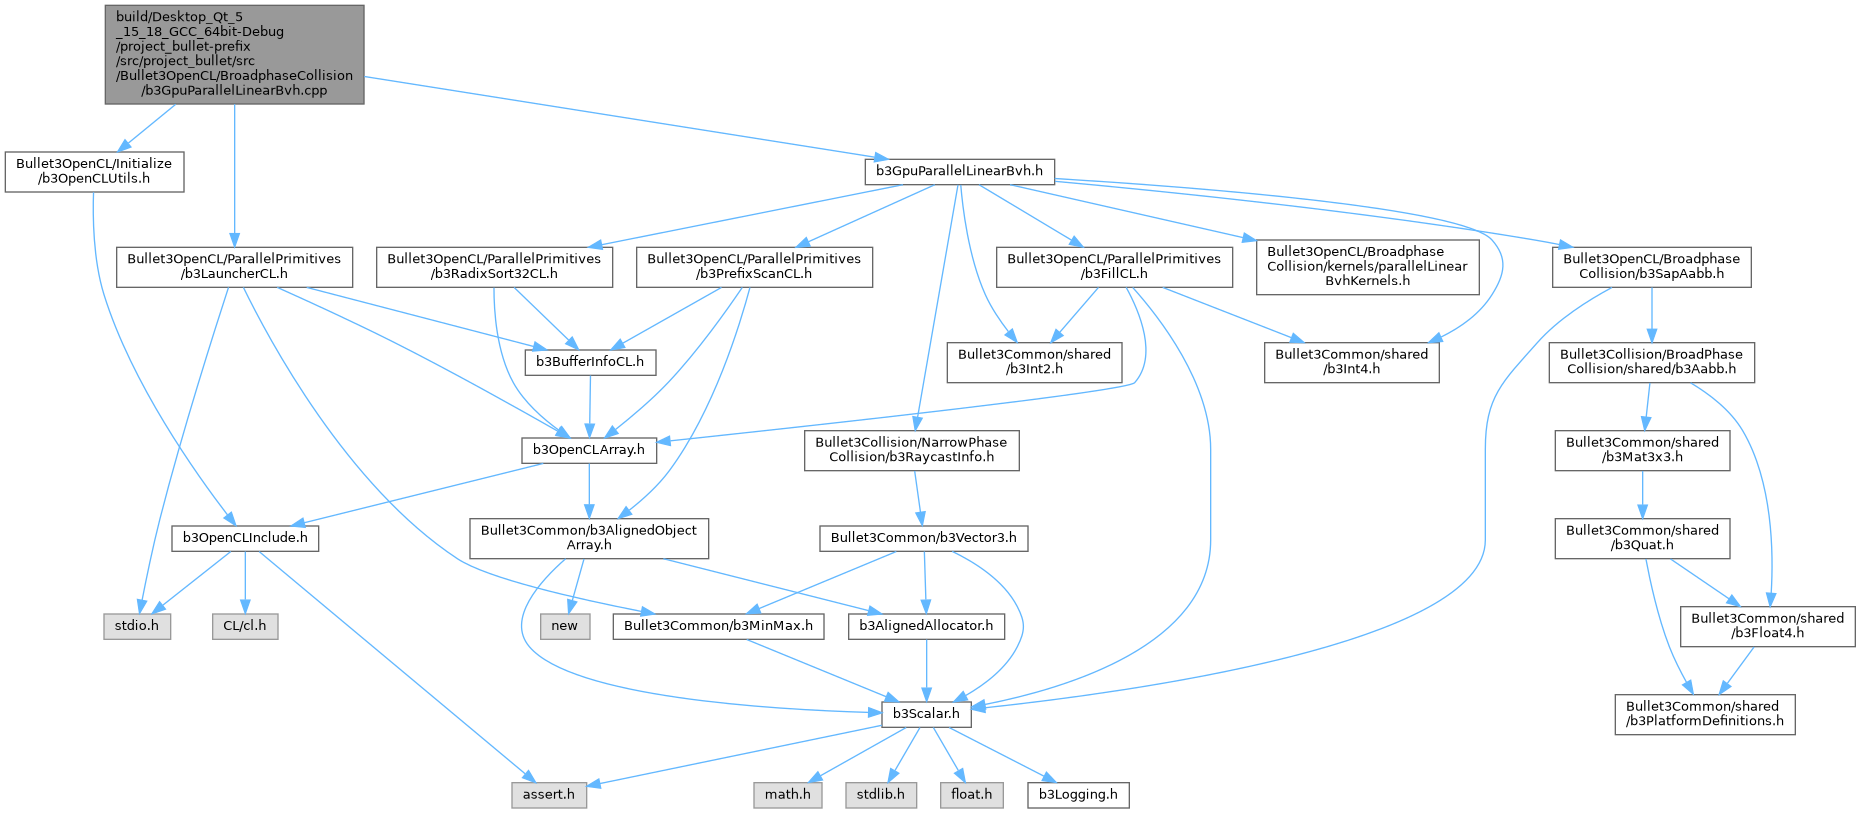 build/Desktop_Qt_5
_15_18_GCC_64bit-Debug
/project_bullet-prefix
/src/project_bullet/src
/Bullet3OpenCL/BroadphaseCollision
/b3GpuParallelLinearBvh.cpp
Bullet3OpenCL/Initialize
/b3OpenCLUtils.h
b3GpuParallelLinearBvh.h
Bullet3OpenCL/ParallelPrimitives
/b3LauncherCL.h
Bullet3OpenCL/ParallelPrimitives
/b3RadixSort32CL.h
Bullet3OpenCL/ParallelPrimitives
/b3PrefixScanCL.h
Bullet3OpenCL/ParallelPrimitives
/b3FillCL.h
Bullet3OpenCL/Broadphase
Collision/kernels/parallelLinear
BvhKernels.h
Bullet3OpenCL/Broadphase
Collision/b3SapAabb.h
b3BufferInfoCL.h
Bullet3Common/shared
/b3Int2.h
Bullet3Common/shared
/b3Int4.h
Bullet3Collision/BroadPhase
Collision/shared/b3Aabb.h
b3OpenCLArray.h
Bullet3Collision/NarrowPhase
Collision/b3RaycastInfo.h
Bullet3Common/shared
/b3Mat3x3.h
b3OpenCLInclude.h
Bullet3Common/b3AlignedObject
Array.h
Bullet3Common/b3Vector3.h
Bullet3Common/shared
/b3Quat.h
stdio.h
CL/cl.h
new
Bullet3Common/b3MinMax.h
b3AlignedAllocator.h
Bullet3Common/shared
/b3Float4.h
b3Scalar.h
Bullet3Common/shared
/b3PlatformDefinitions.h
assert.h
math.h
stdlib.h
float.h
b3Logging.h